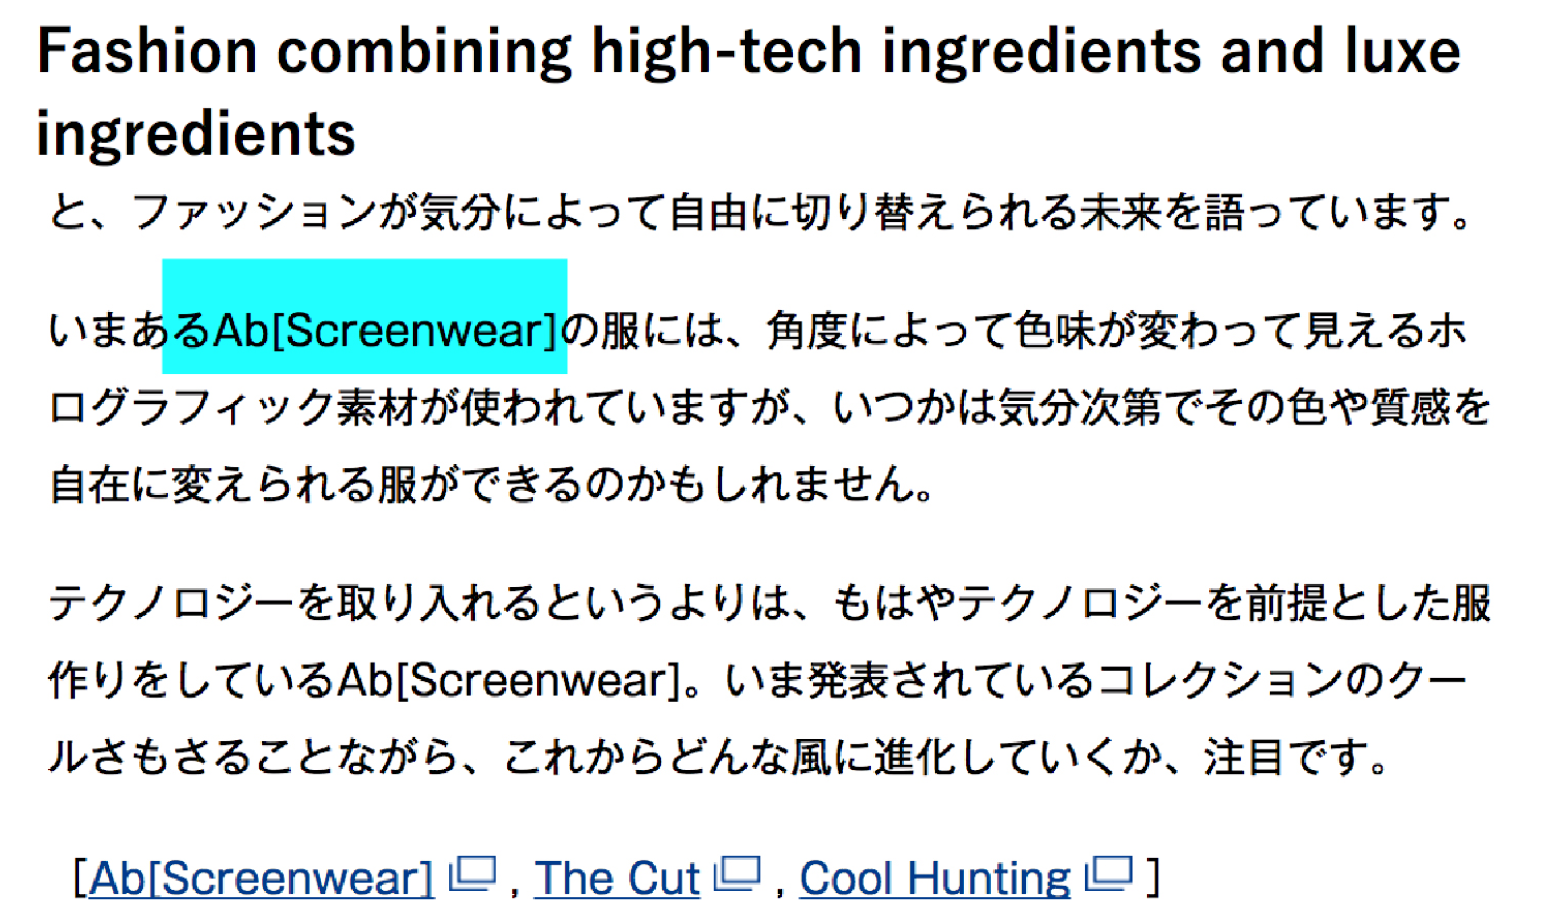 Fashion combining high-tech ingredients and luxe
ingredients
と、ファッションが気分によって自由に切り替えられる未来を語っています。
いまあるAb[Screenwear]の服には、角度によって色味が変わって見えるホ
ログラフィック素材が使われていますが、いつかは気分次第でその色や質感を
自在に変えられる服ができるのかもしれません。
テクノロジーを取り入れるというよりは、もはやテクノロジーを前提とした服
作りをしているAb[Screenwear]。いま発表されているコレクションのクー
ルさもさることながら、これからどんな風に進化していくか、注目です。
[Ab[Screenwear] , The Cut , Cool Hunting ]